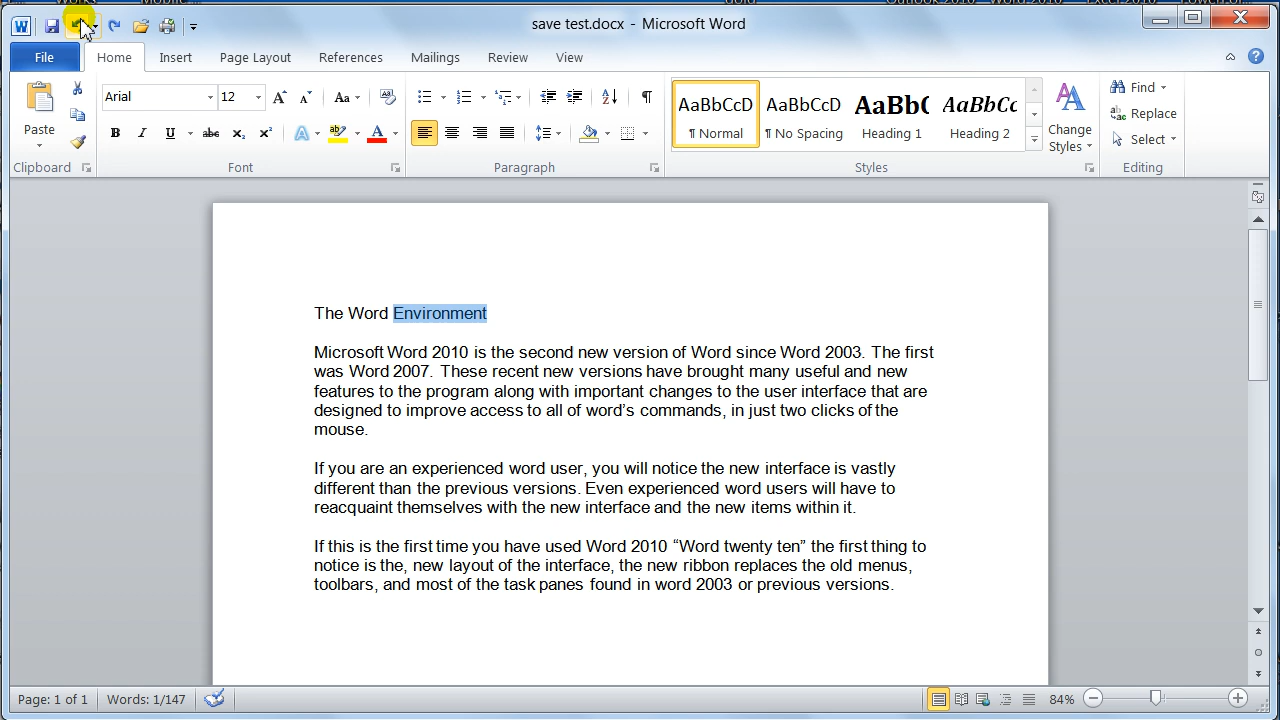 save test.docx - Microsoft Word
File Home Insert Page Layout References Mailings Review View
Paste
Arial 12
AaBbCcD AaBbCcD AaBbC AaBbCc
¶ Normal ¶ No Spacing Heading 1 Heading 2
Change Styles
Find
Replace
Select
Clipboard Font Paragraph Styles Editing
The Word Environment
Microsoft Word 2010 is the second new version of Word since Word 2003. The first
was Word 2007. These recent new versions have brought many useful and new
features to the program along with important changes to the user interface that are
designed to improve access to all of word’s commands, in just two clicks of the
mouse.
If you are an experienced word user, you will notice the new interface is vastly
different than the previous versions. Even experienced word users will have to
reacquaint themselves with the new interface and the new items within it.
If this is the first time you have used Word 2010 “Word twenty ten” the first thing to
notice is the, new layout of the interface, the new ribbon replaces the old menus,
toolbars, and most of the task panes found in word 2003 or previous versions.
Page: 1 of 1 Words: 1/147 84%